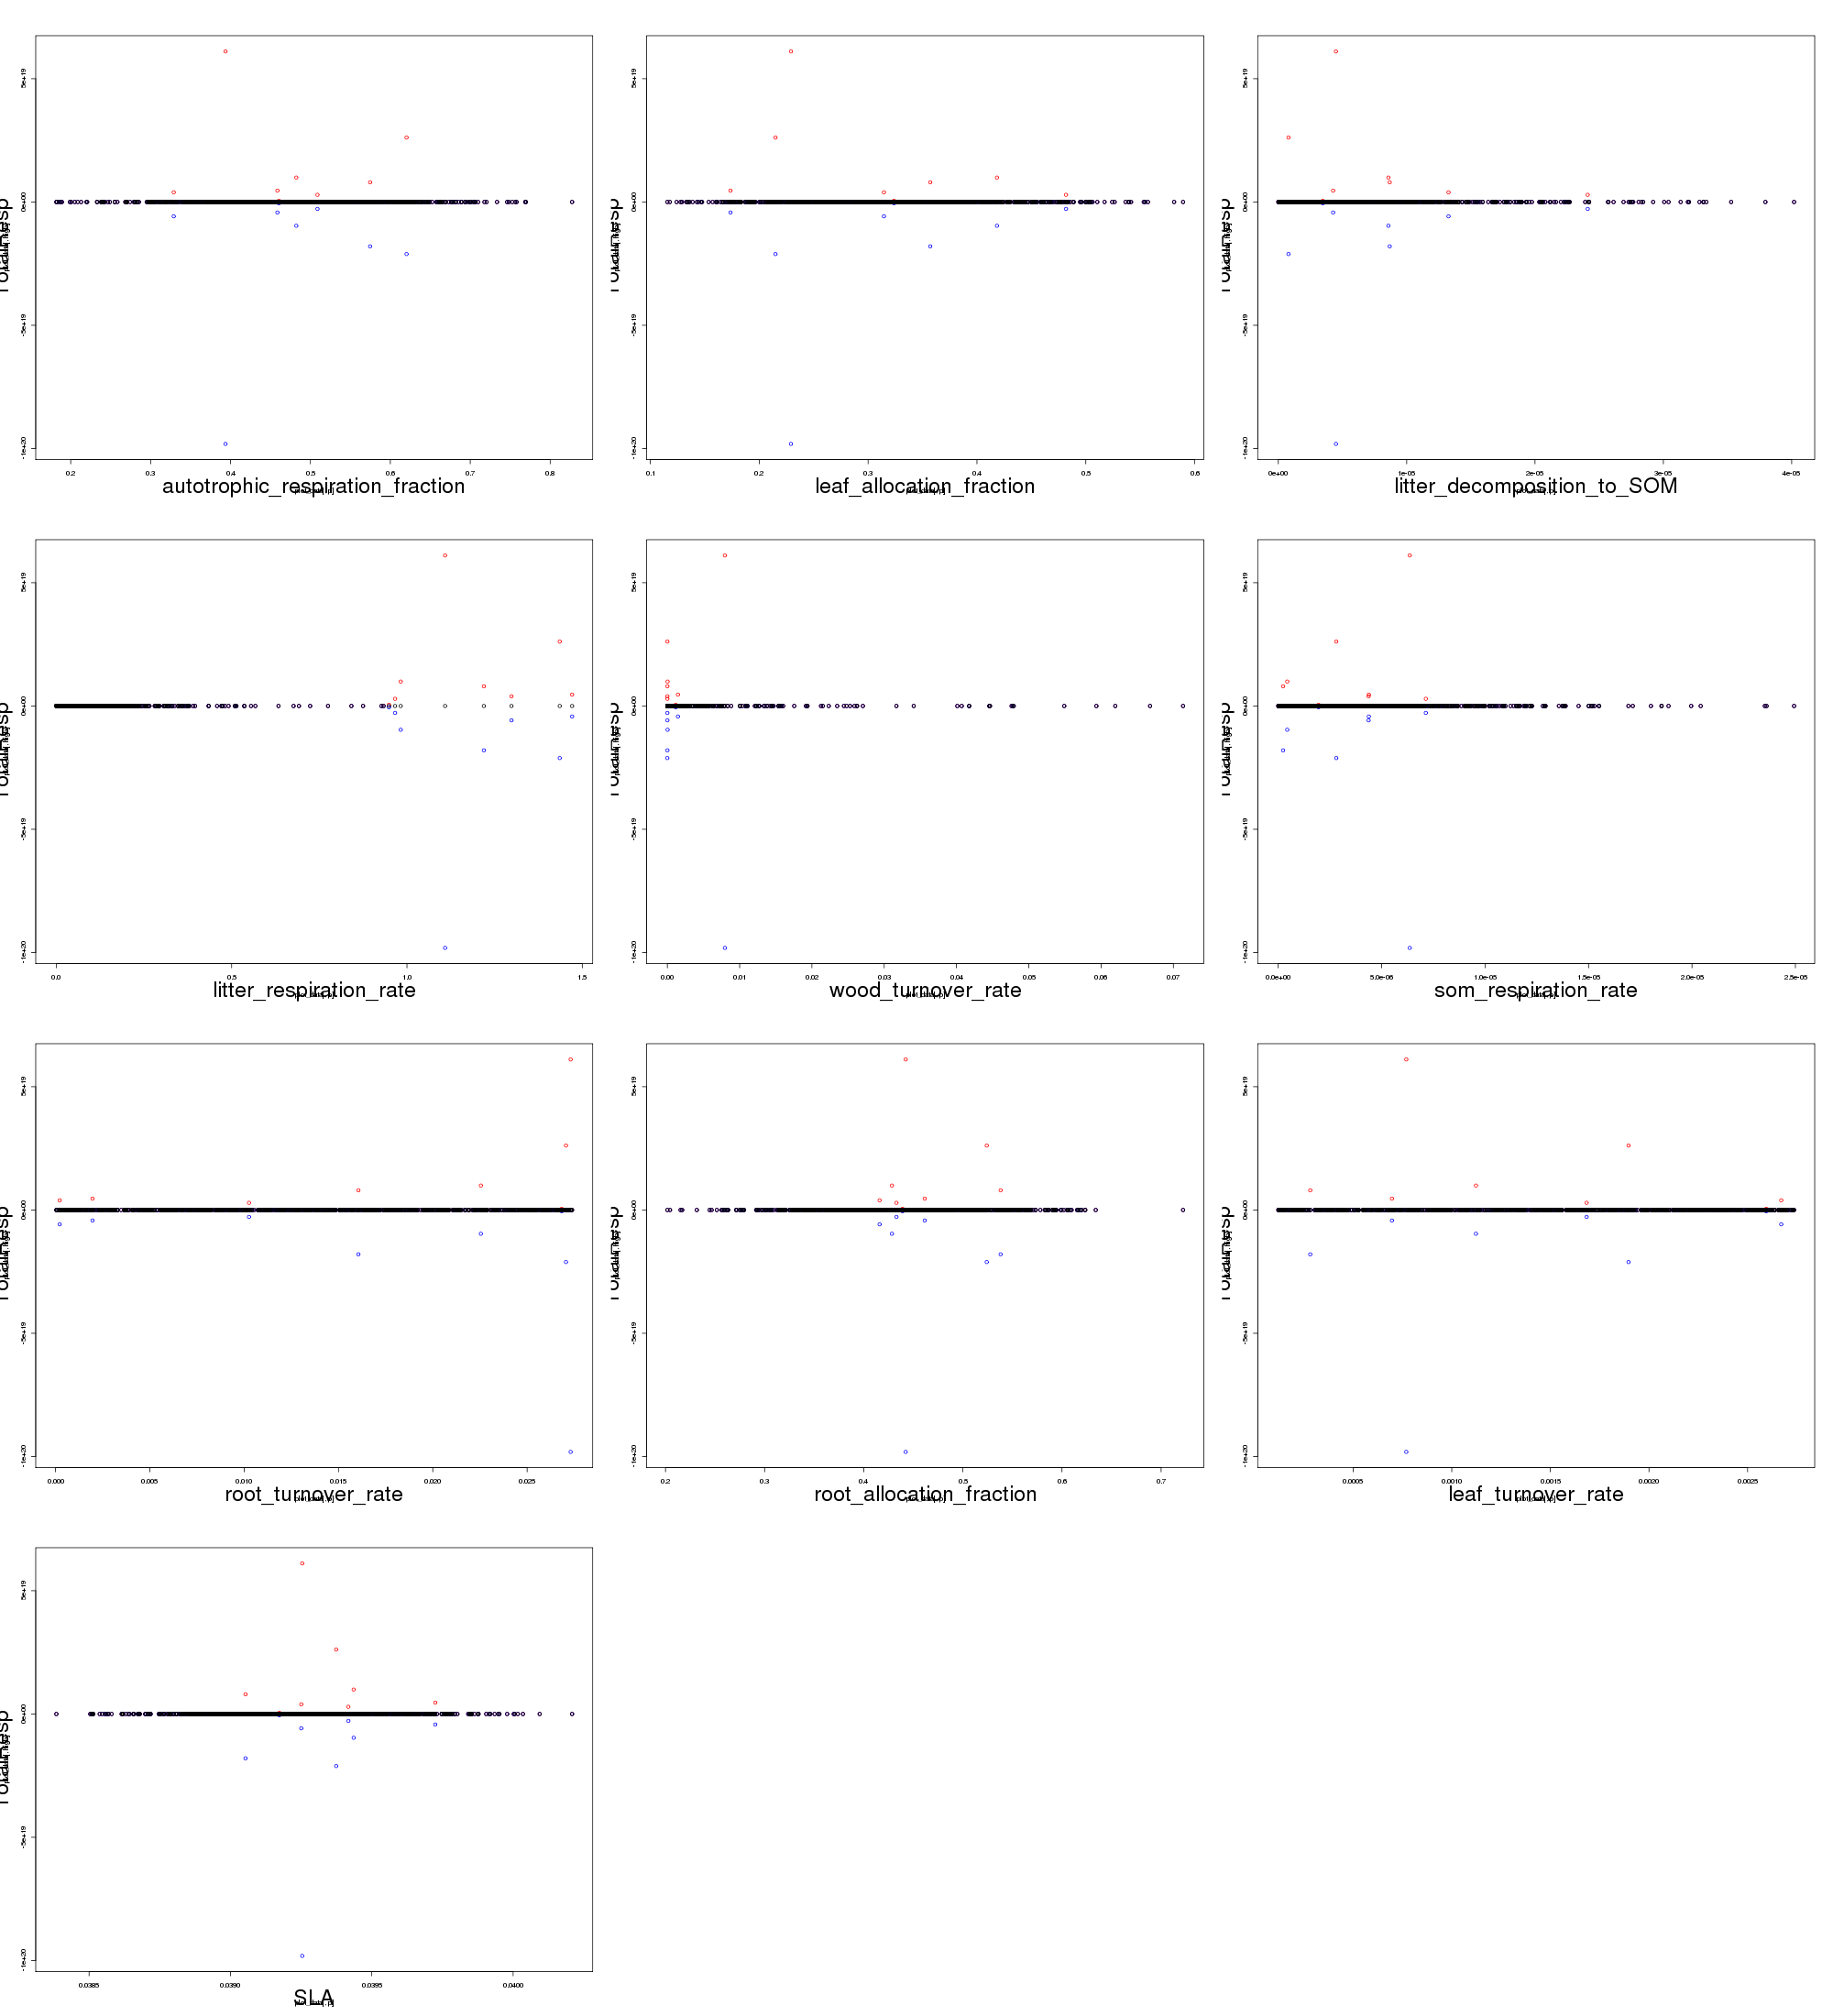 5e+19 5e+19 5e+19
0e+00 0e+00 0e+00
-5e+19 -5e+19 -5e+19
-1e+20 -1e+20 -1e+20
0.2 0.3 0.4 0.5 0.6 0.7 0.8 0.1 0.2 0.3 0.4 0.5 0.6 0e+00 1e-05 2e-05 3e-05 4e-05
autotrophic_respiration_fraction leaf_allocation_fraction litter_decomposition_to_SOM
5e+19 5e+19 5e+19
0e+00 0e+00 0e+00
-5e+19 -5e+19 -5e+19
-1e+20 -1e+20 -1e+20
0.0 0.5 1.0 1.5 0.00 0.01 0.02 0.03 0.04 0.05 0.06 0.07 0.0e+00 5.0e-06 1.0e-05 1.5e-05 2.0e-05 2.5e-05
litter_respiration_rate wood_turnover_rate som_respiration_rate
5e+19 5e+19 5e+19
0e+00 0e+00 0e+00
-5e+19 -5e+19 -5e+19
-1e+20 -1e+20 -1e+20
0.000 0.005 0.010 0.015 0.020 0.025 0.2 0.3 0.4 0.5 0.6 0.7 0.0005 0.0010 0.0015 0.0020 0.0025
root_turnover_rate root_allocation_fraction leaf_turnover_rate
5e+19
0e+00
-5e+19
-1e+20
0.0385 0.0390 0.0395 0.0400
SLA